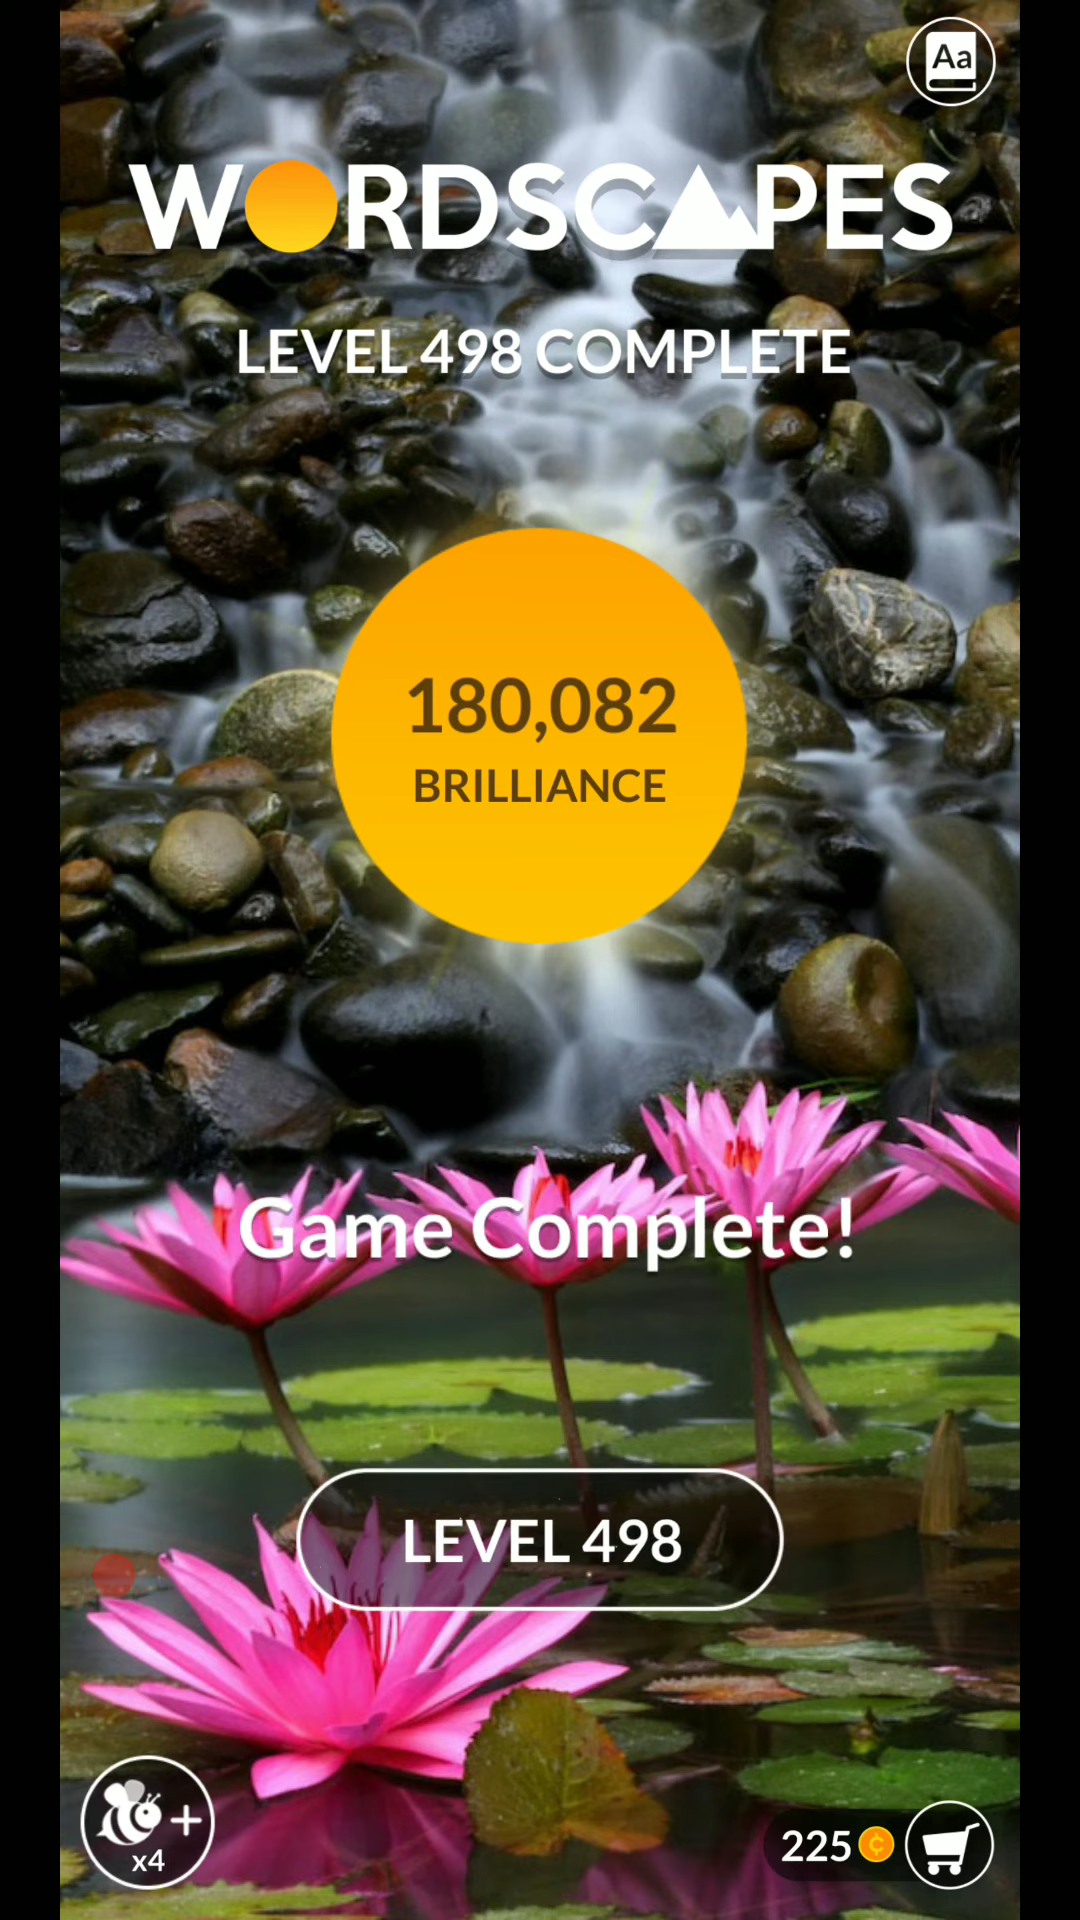 Aa
WORDSCAPES
LEVEL 498 COMPLETE
180,082
BRILLIANCE
Game Complete!
LEVEL 498
x4
225